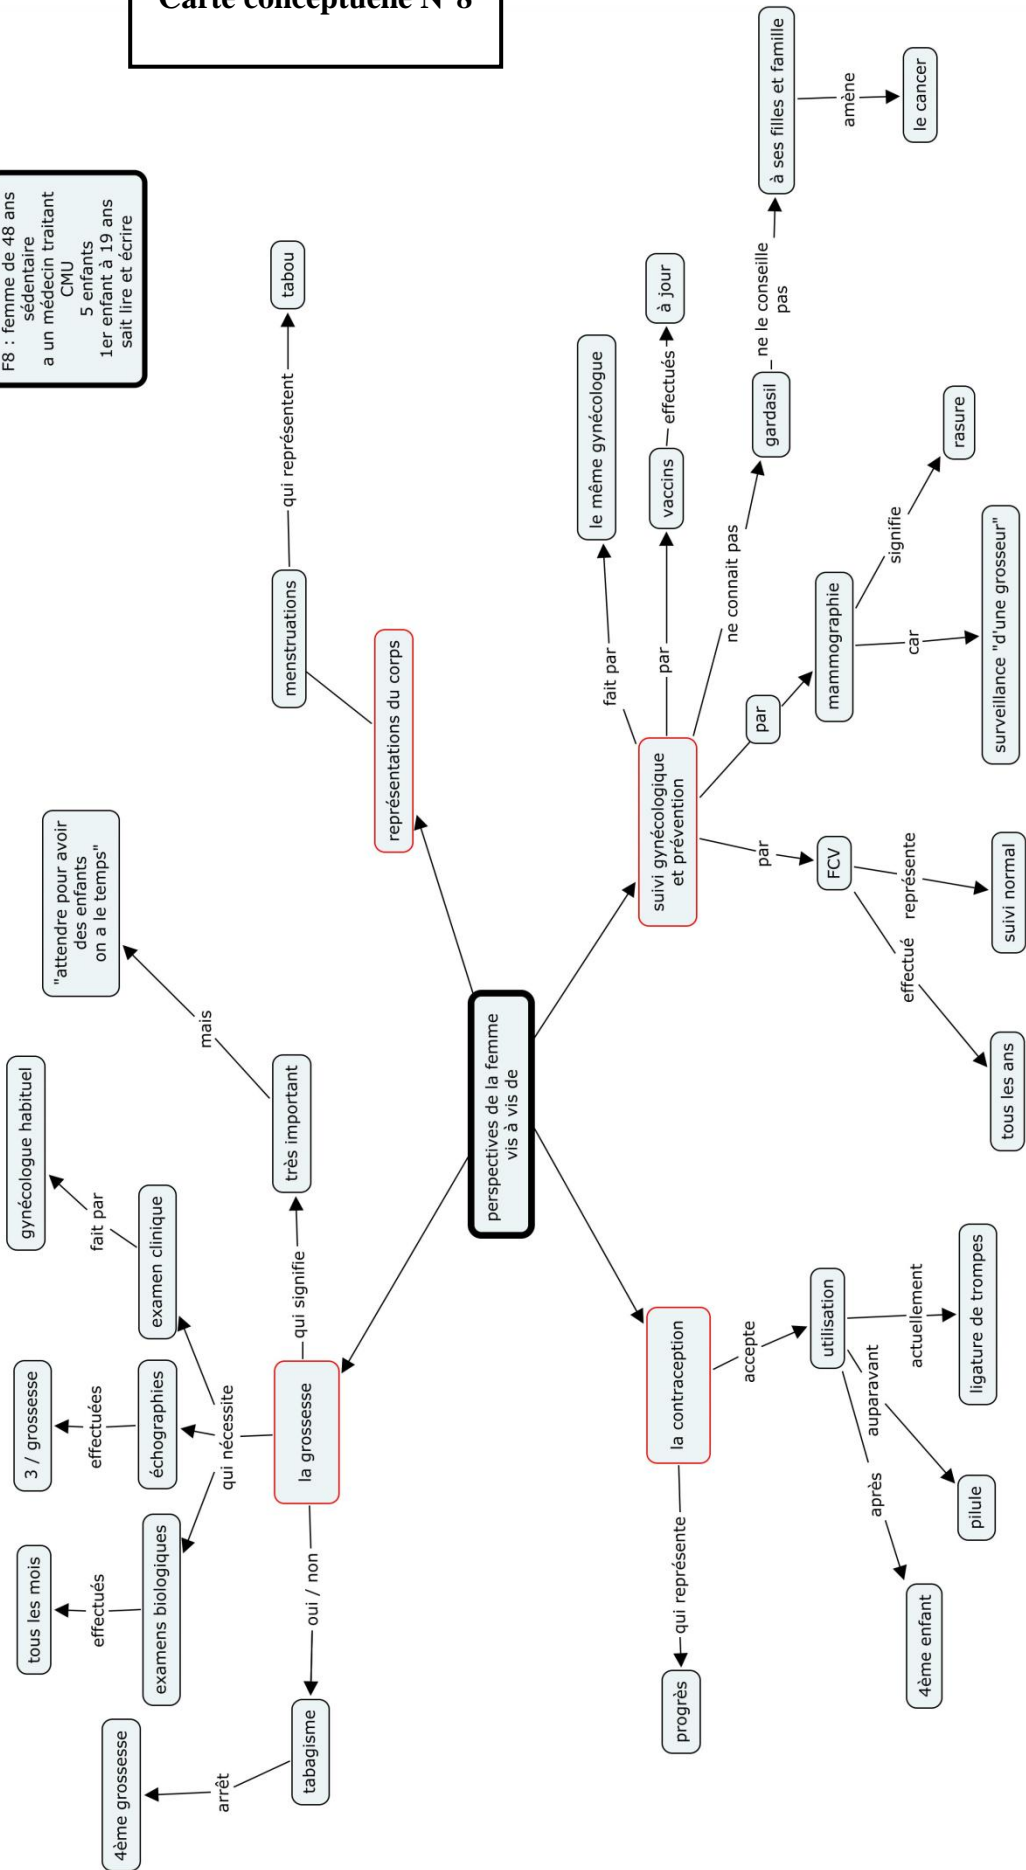 Carte conceptuelle N°8
F8 : femme de 48 ans
sédentaire
a un médecin traitant
CMU
5 enfants
1er enfant à 19 ans
sait lire et écrire
perspectives de la femme
vis à vis de
la grossesse
qui signifie
très important
mais
"attendre pour avoir
des enfants
on a le temps"
qui nécessite
examen clinique
fait par
gynécologue habituel
échographies
effectuées
3 / grossesse
examens biologiques
effectués
tous les mois
oui / non
tabagisme
arrêt
4ème grossesse
représentations du corps
menstruations
qui représentent
tabou
la contraception
qui représente
progrès
accepte
utilisation
après
4ème enfant
auparavant
pilule
actuellement
ligature de trompes
suivi gynécologique
et prévention
fait par
le même gynécologue
par
vaccins
effectués
à jour
ne connait pas
gardasil
ne le conseille
pas
à ses filles et famille
amène
le cancer
par
mammographie
signifie
rasure
car
surveillance "d'une grosseur"
par
FCV
représente
suivi normal
effectué
tous les ans